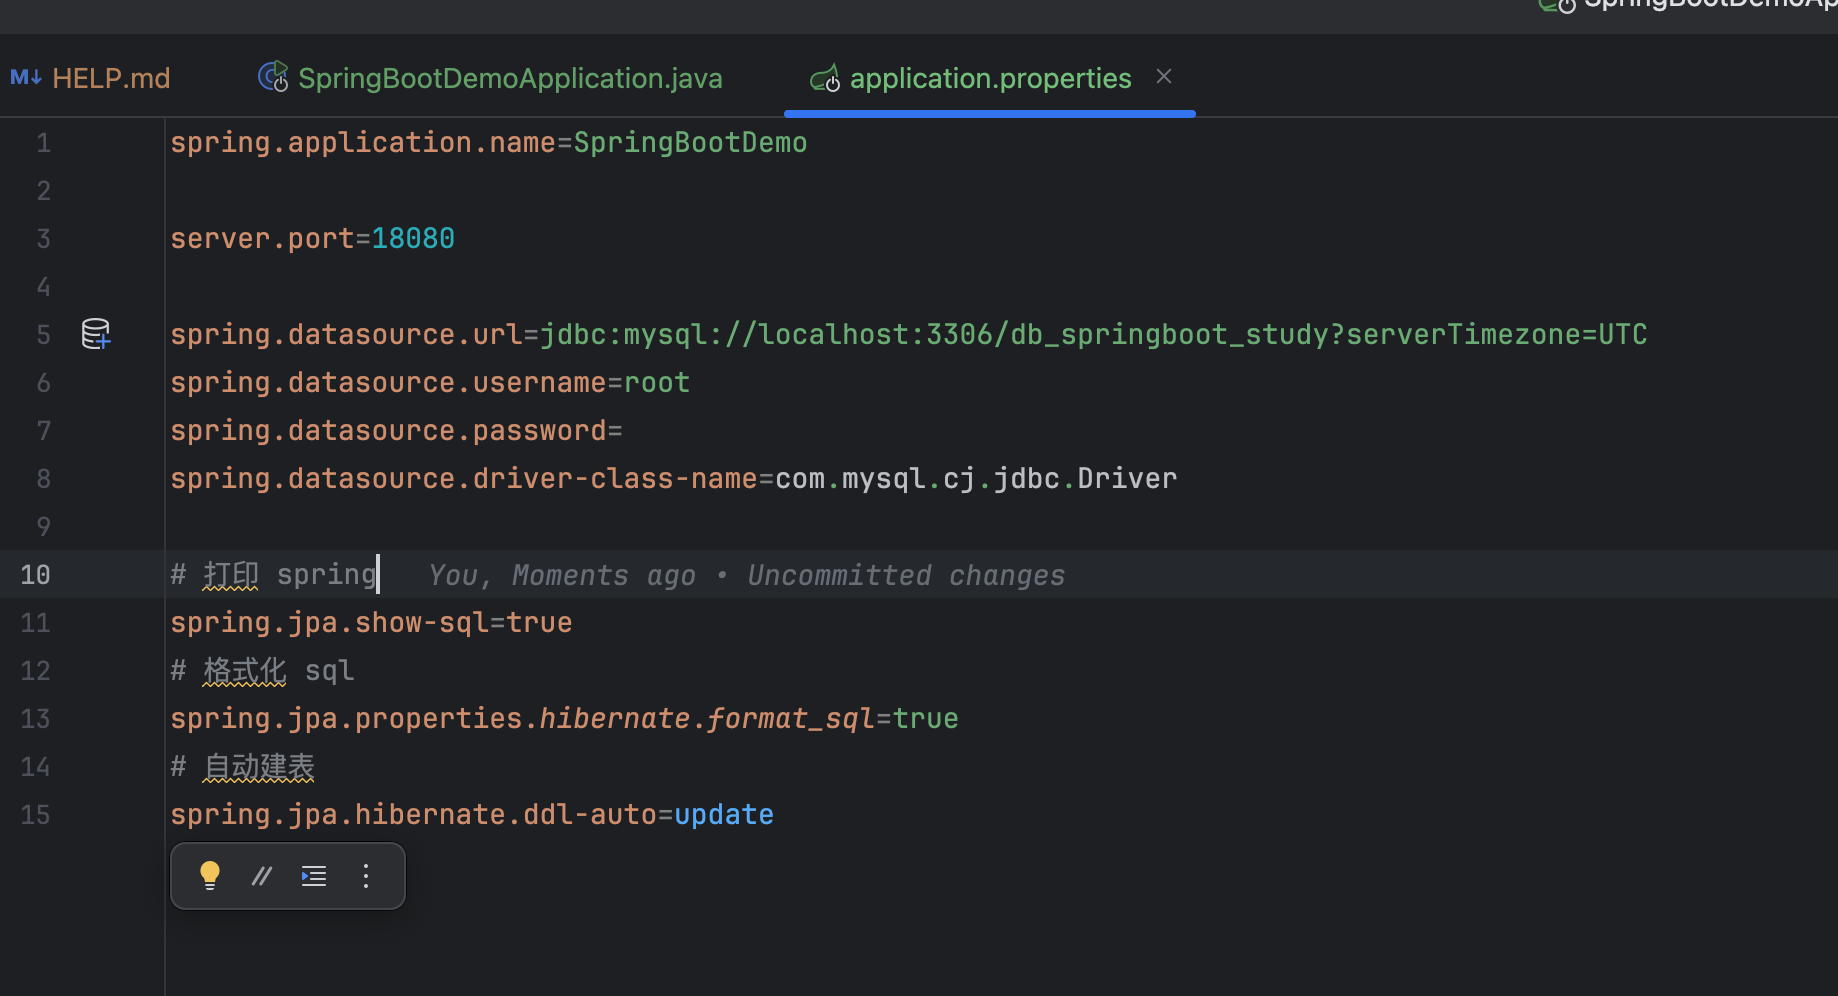 HELP.md
SpringBootDemoApplication.java
application.properties
1 spring.application.name=SpringBootDemo
2
3 server.port=18080
4
5 spring.datasource.url=jdbc:mysql://localhost:3306/db_springboot_study?serverTimezone=UTC
6 spring.datasource.username=root
7 spring.datasource.password=
8 spring.datasource.driver-class-name=com.mysql.cj.jdbc.Driver
9
10 # 打印 spring You, Moments ago • Uncommitted changes
11 spring.jpa.show-sql=true
12 # 格式化 sql
13 spring.jpa.properties.hibernate.format_sql=true
14 # 自动建表
15 spring.jpa.hibernate.ddl-auto=update